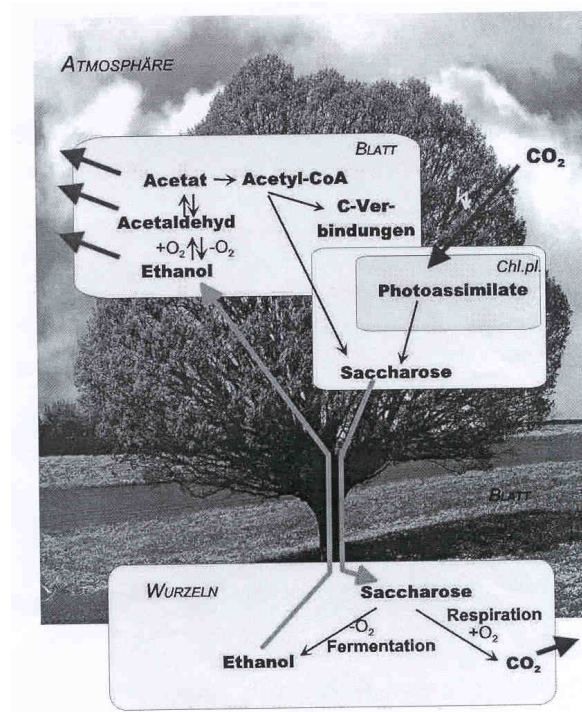 ATMOSPHÄRE
BLATT
CO₂
Acetat → Acetyl-CoA
C-Ver-
bindungen
Acetaldehyd
+O₂ -O₂
Ethanol
Chl.pl.
Photoassimilate
Saccharose
BLATT
WURZELN
Saccharose
Respiration
-O₂ +O₂
Fermentation
Ethanol
CO₂